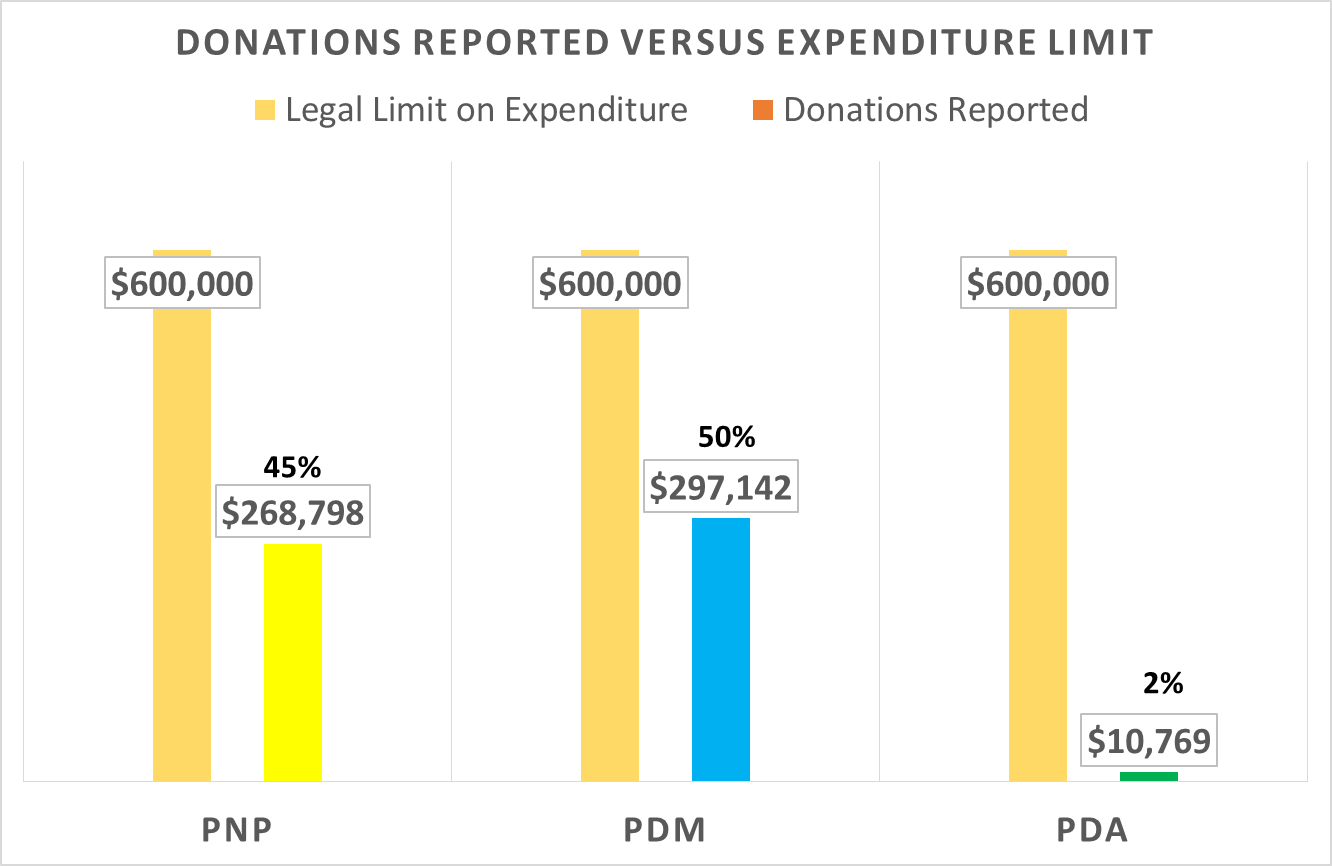 DONATIONS REPORTED VERSUS EXPENDITURE LIMIT
Legal Limit on Expenditure Donations Reported
$600,000 $600,000 $600,000
50%
45%
$297,142
$268,798
2%
$10,769
PNP PDM PDA